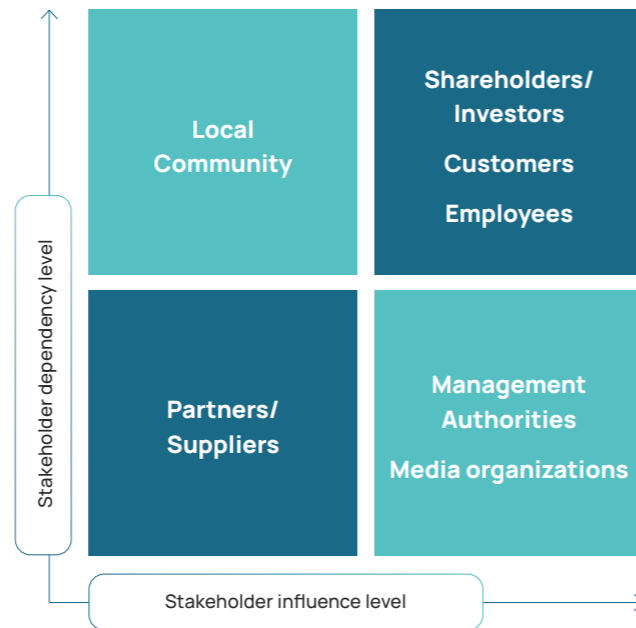 Local
Community
Shareholders/
Investors
Customers
Employees
Stakeholder dependency level
Partners/
Suppliers
Management
Authorities
Media organizations
Stakeholder influence level